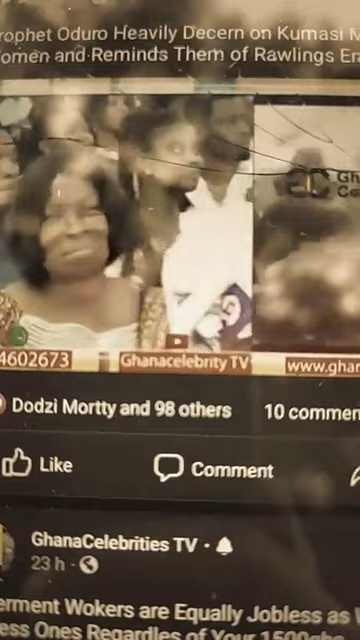 rophet Oduro Heavily Decern on Kumasi M
omen and Reminds Them of Rawlings Era
Gh
4602673
Ghanacelebrity TV
www.ghan
Dodzi Mortty and 98 others
10 commen
Like
Comment
GhanaCelebrities TV ·
23 h ·
erment Wokers are Equally Jobless as
ess Ones Regardless of Your